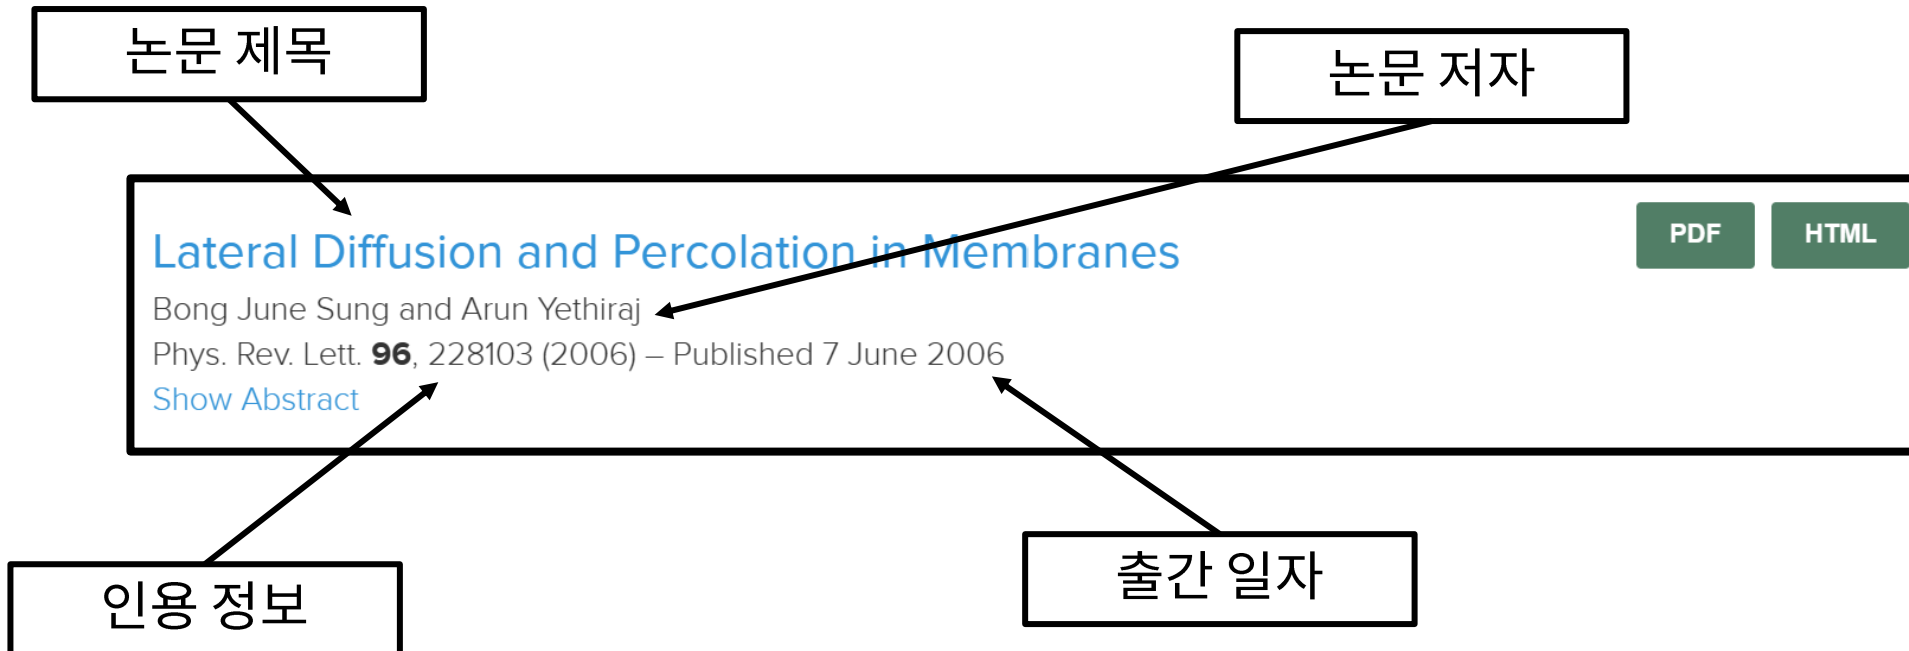 논문 제목
논문 저자
Lateral Diffusion and Percolation in Membranes
PDF
HTML
Bong June Sung and Arun Yethiraj
Phys. Rev. Lett. 96, 228103 (2006) – Published 7 June 2006
Show Abstract
출간 일자
인용 정보